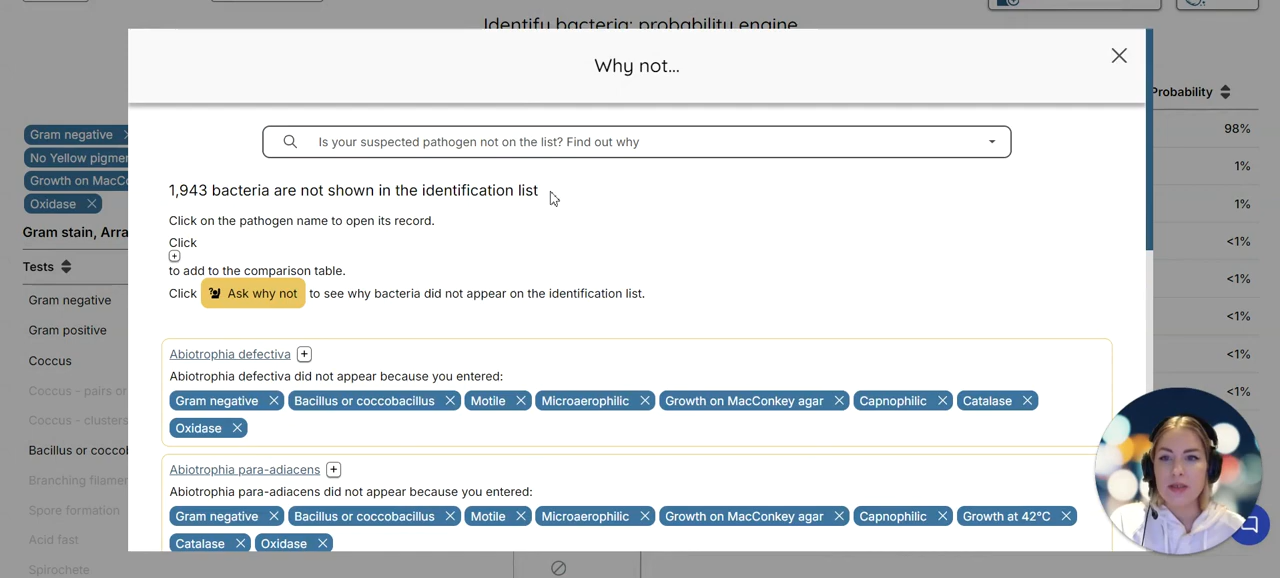 Identify bacteria: probability engine
Why not...
Probability
Is your suspected pathogen not on the list? Find out why
Gram negative
98%
No Yellow pigmen
1%
Growth on MacC
1,943 bacteria are not shown in the identification list
Oxidase
1%
Click on the pathogen name to open its record.
Gram stain, Arra
Click
<1%
to add to the comparison table.
Tests
Click Ask why not to see why bacteria did not appear on the identification list.
<1%
Gram negative
<1%
Gram positive
Abiotrophia defectiva
<1%
Coccus
Abiotrophia defectiva did not appear because you entered:
Coccus - pairs or
<1%
Gram negative Bacillus or coccobacillus Motile Microaerophilic Growth on MacConkey agar Capnophilic Catalase
Coccus - clusters
Oxidase
Bacillus or coccol
Abiotrophia para-adiacens
Branching filamer
Abiotrophia para-adiacens did not appear because you entered:
Spore formation
Gram negative Bacillus or coccobacillus Motile Microaerophilic Growth on MacConkey agar Capnophilic Growth at 42°C
Acid fast
Catalase Oxidase
Spirochete